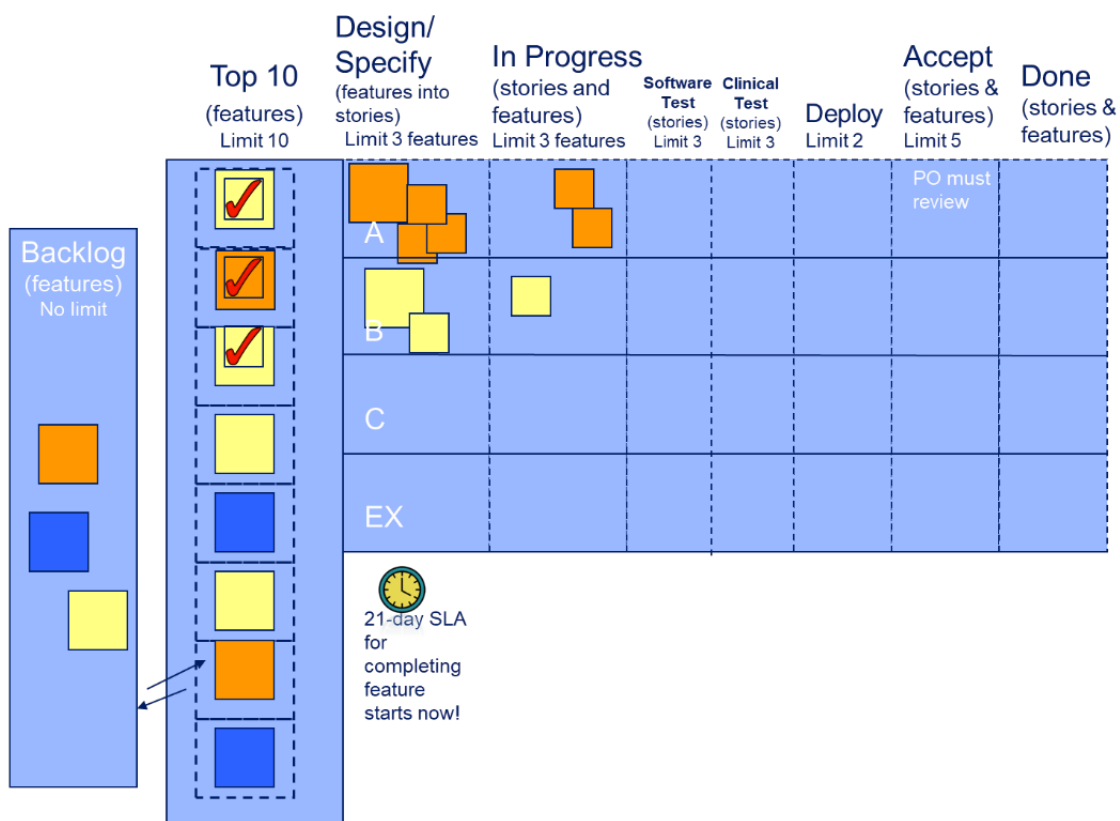 Top 10
(features)
Limit 10
Design/
Specify
(features into
stories)
Limit 3 features
In Progress
(stories and
features)
Limit 3 features
Software
Test
(stories)
Limit 3
Clinical
Test
(stories)
Limit 3
Deploy
Limit 2
Accept
(stories &
features)
Limit 5
Done
(stories &
features)
Backlog
(features)
No limit
PO must
review
A
B
C
EX
21-day SLA
for
completing
feature
starts now!